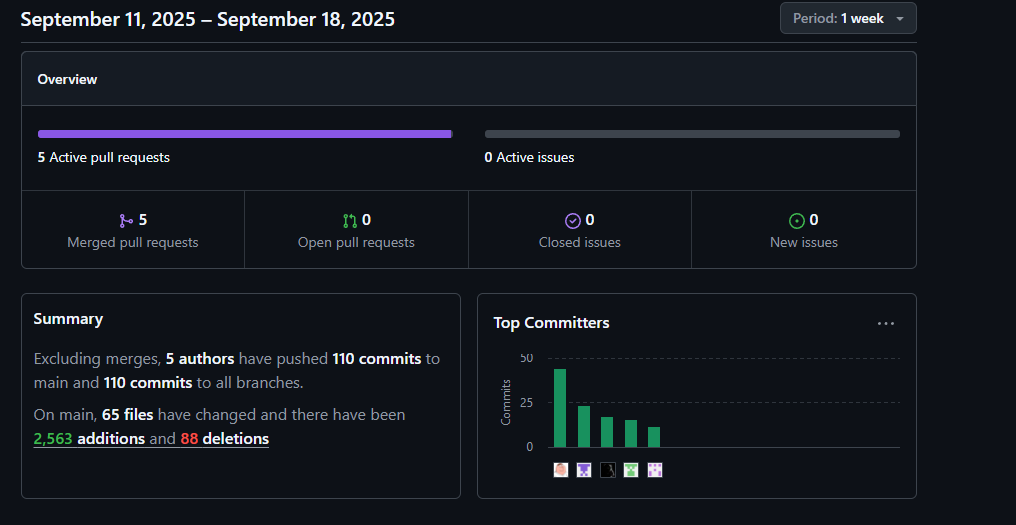 September 11, 2025 – September 18, 2025
Period: 1 week
Overview
5 Active pull requests
0 Active issues
5
Merged pull requests
0
Open pull requests
0
Closed issues
0
New issues
Summary
Excluding merges, 5 authors have pushed 110 commits to
main and 110 commits to all branches.
On main, 65 files have changed and there have been
2,563 additions and 88 deletions
Top Committers
50
25
0
Commits